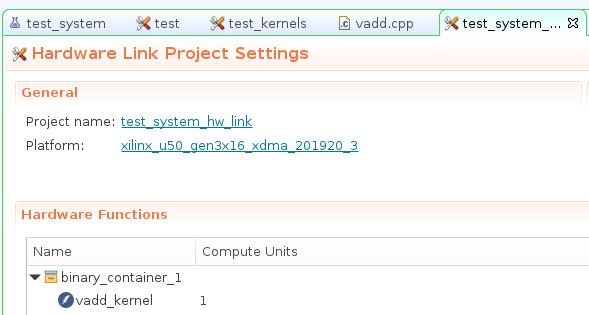 test_system test test_kernels vadd.cpp test_system_...
Hardware Link Project Settings
General
Project name: test_system_hw_link
Platform: xilinx_u50_gen3x16_xdma_201920_3
Hardware Functions
Name Compute Units
binary_container_1
vadd_kernel 1